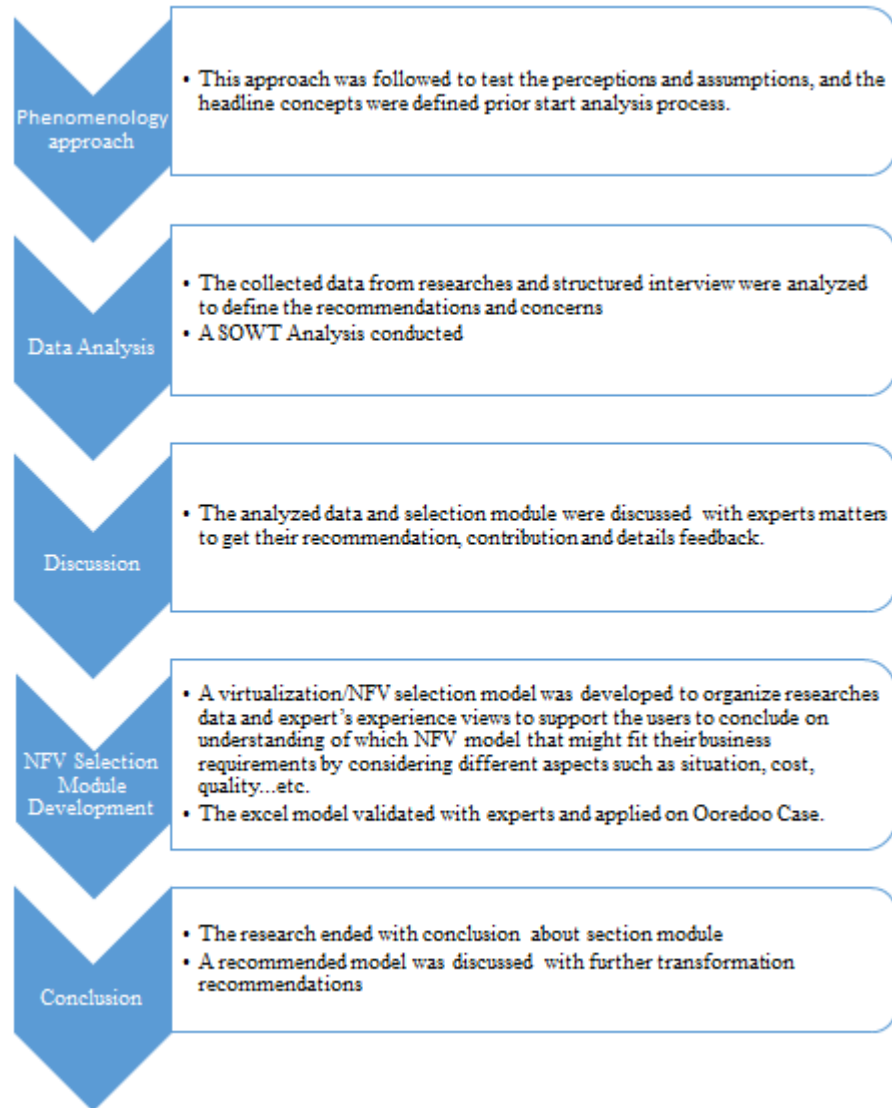 Phenomenology
approach
• This approach was followed to test the perceptions and assumptions, and the
headline concepts were defined prior start analysis process.
Data Analysis
• The collected data from researches and structured interview were analyzed
to define the recommendations and concerns
• A SOWT Analysis conducted
Discussion
• The analyzed data and selection module were discussed with experts matters
to get their recommendation, contribution and details feedback.
NFV Selection
Module
Development
• A virtualization/NFV selection model was developed to organize researches
data and expert's experience views to support the users to conclude on
understanding of which NFV model that might fit their business
requirements by considering different aspects such as situation, cost,
quality...etc.
• The excel model validated with experts and applied on Ooredoo Case.
Conclusion
• The research ended with conclusion about section module
• A recommended model was discussed with further transformation
recommendations